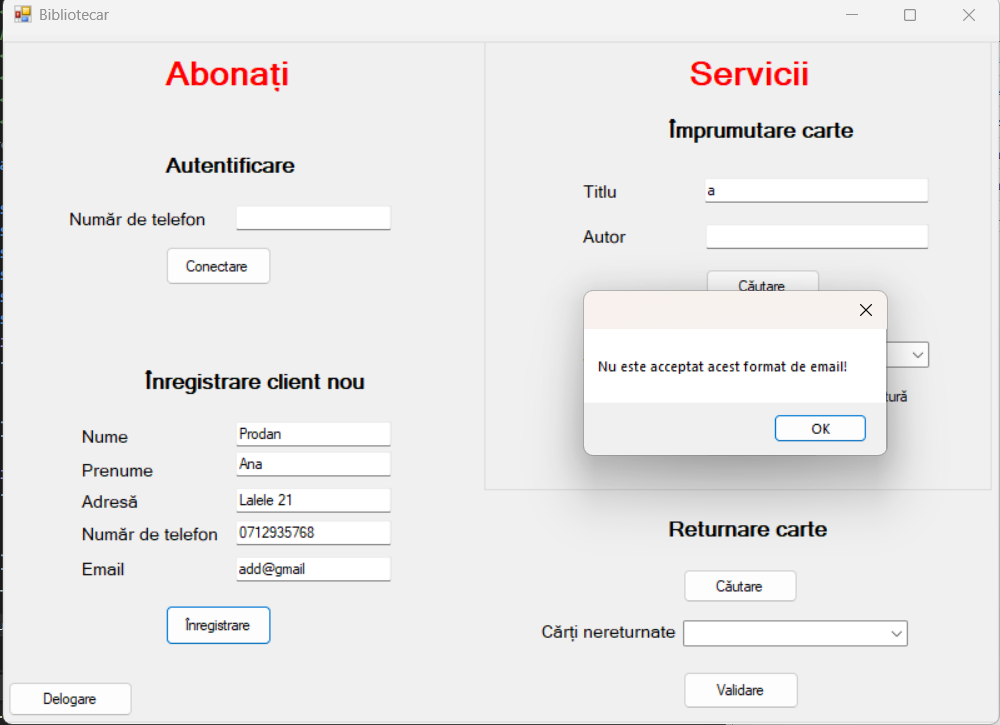 Bibliotecar
Abonați
Autentificare
Număr de telefon
Conectare
Înregistrare client nou
Nume Prodan
Prenume Ana
Adresă Lalele 21
Număr de telefon 0712935768
Email add@gmail
Înregistrare
Delogare
Servicii
Împrumutare carte
Titlu a
Autor
Căutare
Nu este acceptat acest format de email!
OK
Returnare carte
Căutare
Cărți nereturnate
Validare